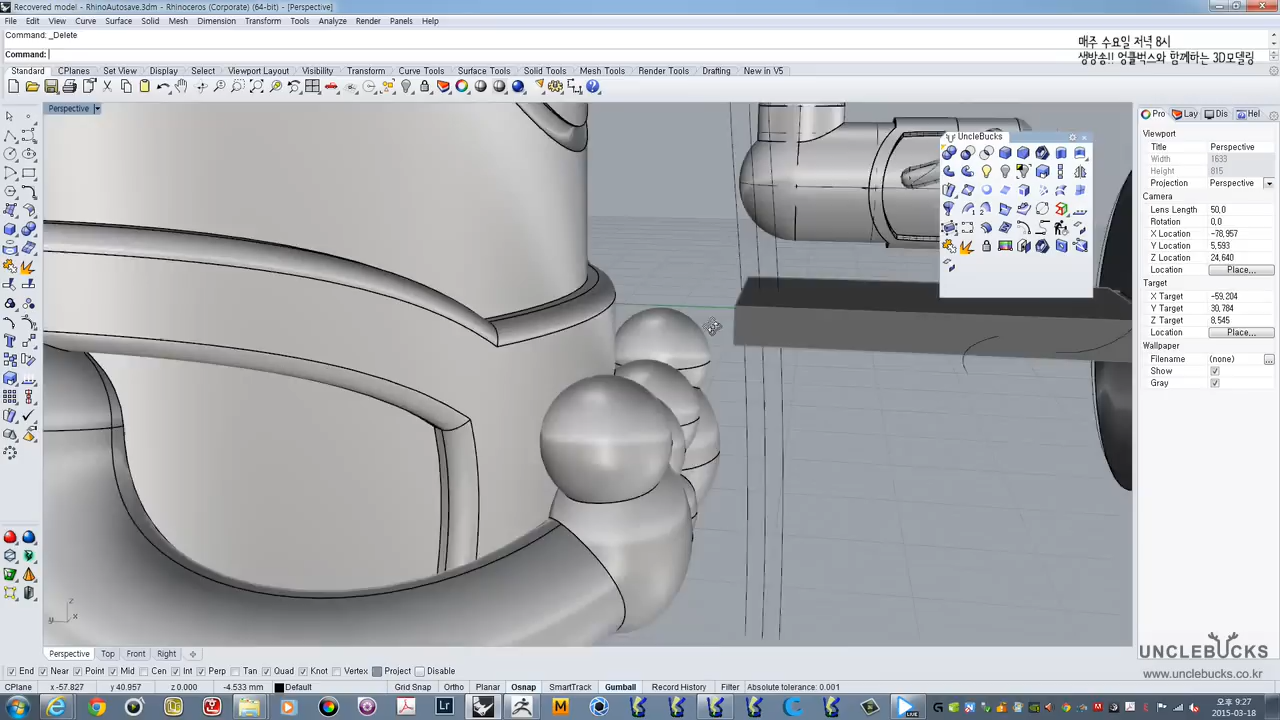 Recovered model - RhinoAutosave.3dm - Rhinoceros (Corporate) (64-bit) - [Perspective]
File Edit View Curve Surface Solid Mesh Dimension Transform Tools Analyze Render Panels Help
Command: _Delete
Command:
매주 수요일 저녁 8시
생방송!! 엉클벅스와 함께하는 3D모델링
Standard CPlanes Set View Display Select Viewport Layout Visibility Transform Curve Tools Surface Tools Solid Tools Mesh Tools Render Tools Drafting New in V5
Perspective
UncleBucks
Pro Lay Dis Hel
Viewport
Title Perspective
Width 1633
Height 815
Projection Perspective
Camera
Lens Length 50,0
Rotation 0,0
X Location -78,957
Y Location 5,593
Z Location 24,640
Location Place...
Target
X Target -59,204
Y Target 30,784
Z Target 8,545
Location Place...
Wallpaper
Filename (none) ...
Show
Gray
z
y x
Perspective Top Front Right
End Near Point Mid Cen Int Perp Tan Quad Knot Vertex Project Disable
CPlane x -57.827 y 40.957 z 0.000 -4.533 mm Default Grid Snap Ortho Planar Osnap SmartTrack Gumball Record History Filter Absolute tolerance: 0.001
UNCLEBUCKS
www.unclebucks.co.kr
오후 9:27
2015-03-18